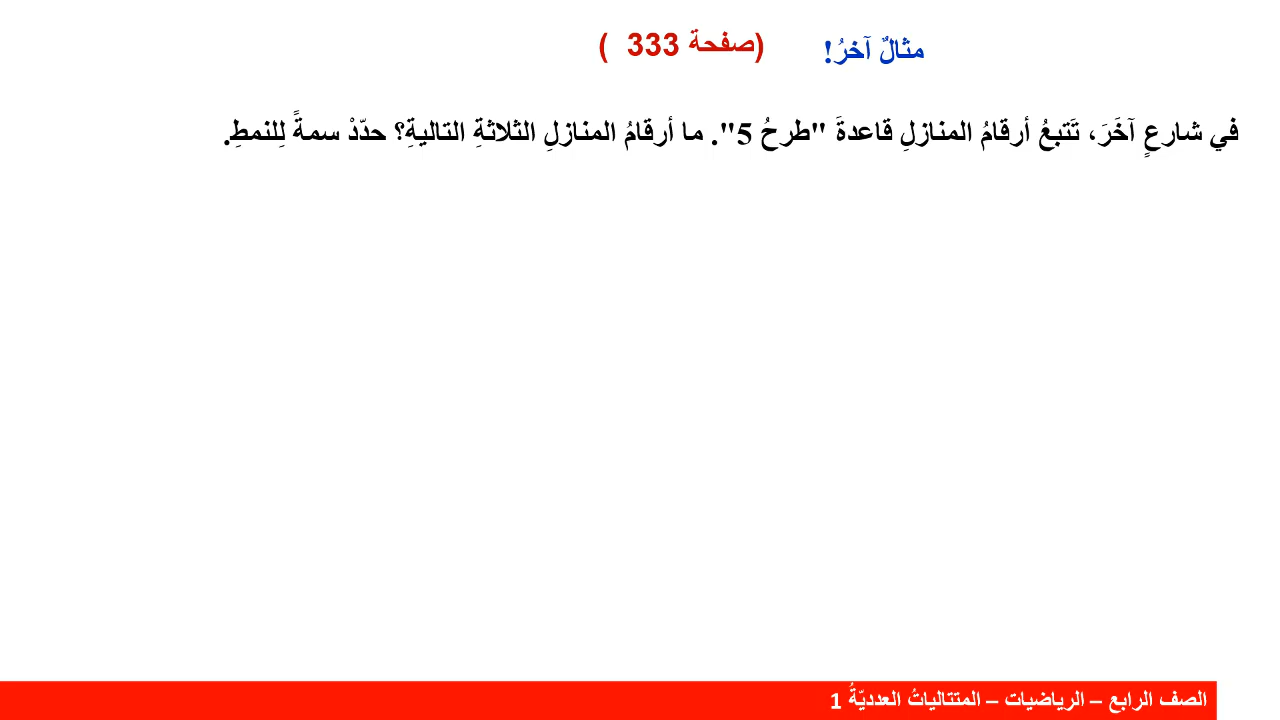 مثالٌ آخرُ! (صفحة 333 )
في شارعٍ آخَرَ، تَتبعُ أرقامُ المنازلِ قاعدةَ "طرحُ 5". ما أرقامُ المنازلِ الثلاثةِ التاليةِ؟ حدّدْ سمةً لِلنمطِ.
الصف الرابع – الرياضيات – المتتالياتُ العدديّةُ 1